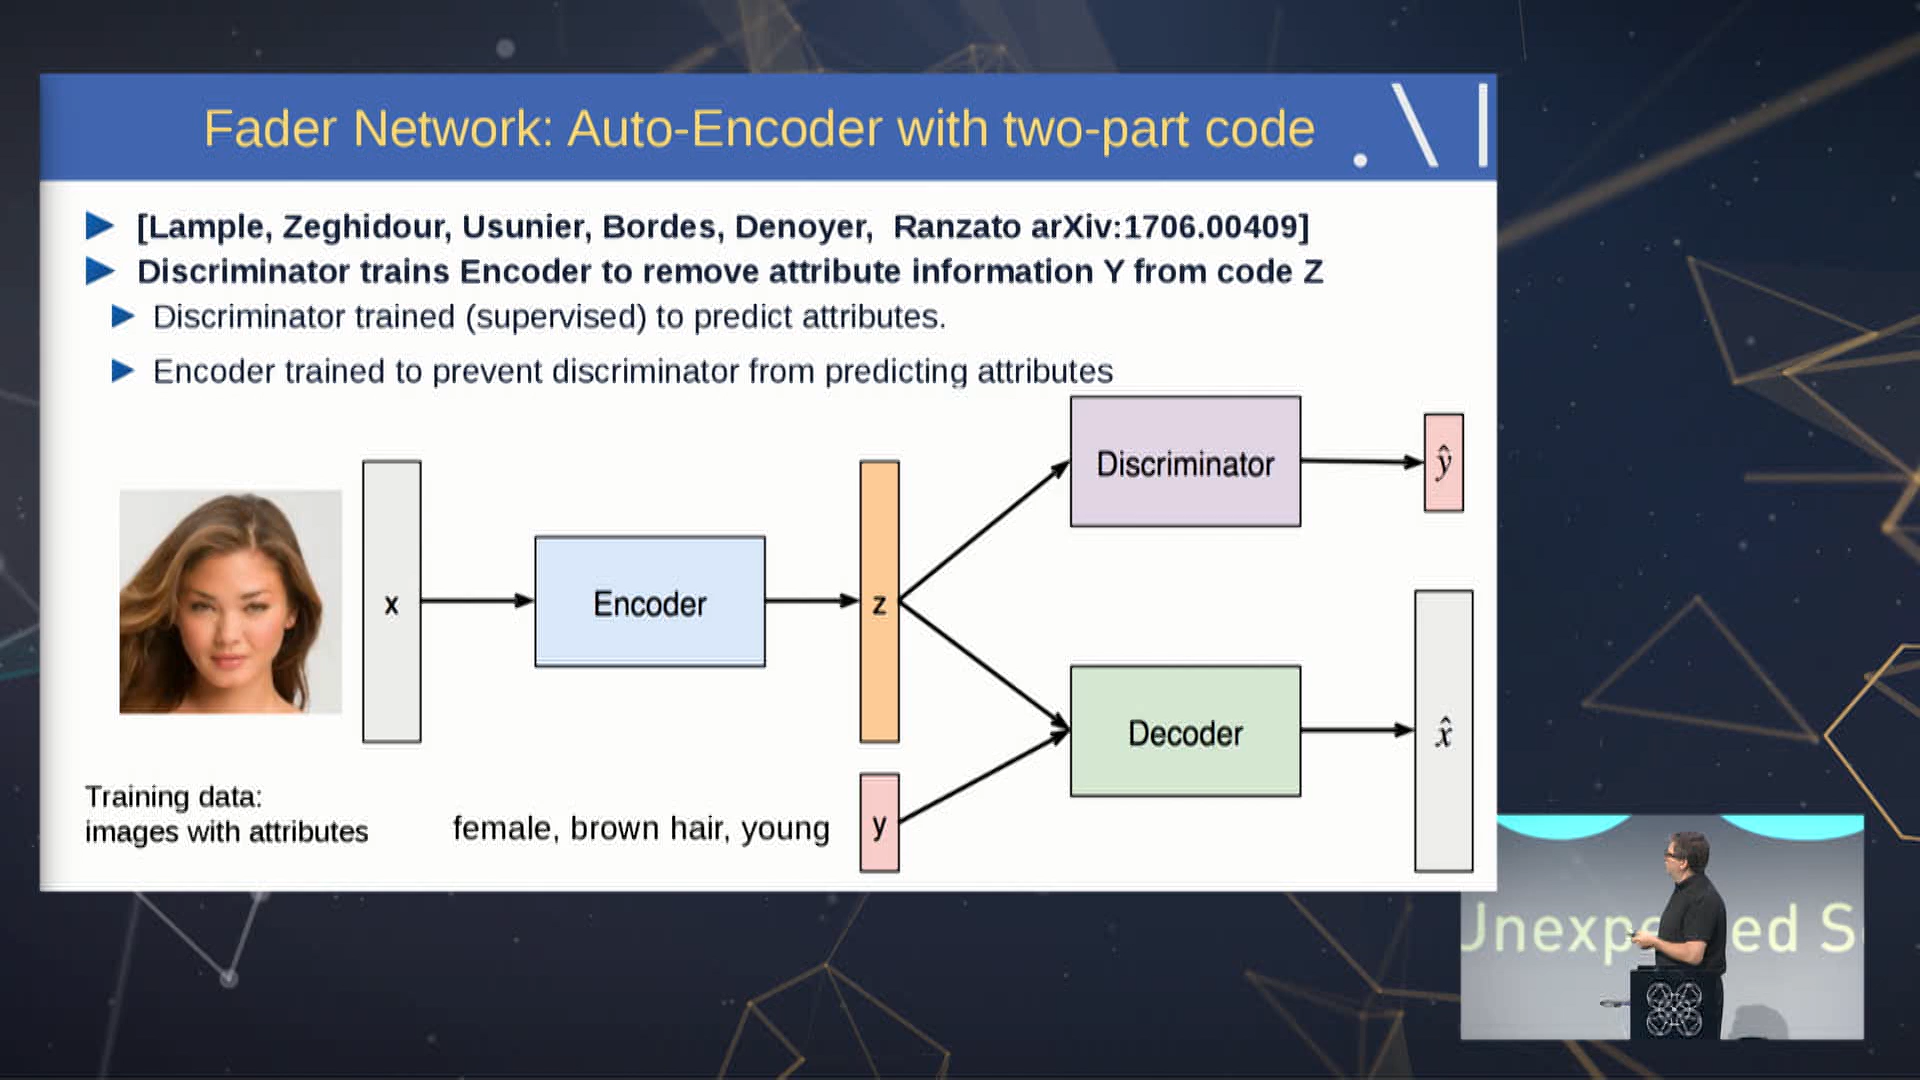 Fader Network: Auto-Encoder with two-part code
[Lample, Zeghidour, Usunier, Bordes, Denoyer, Ranzato arXiv:1706.00409]
Discriminator trains Encoder to remove attribute information Y from code Z
Discriminator trained (supervised) to predict attributes.
Encoder trained to prevent discriminator from predicting attributes
Discriminator
ŷ
x
Encoder
z
Decoder
x̂
Training data:
images with attributes
female, brown hair, young
y